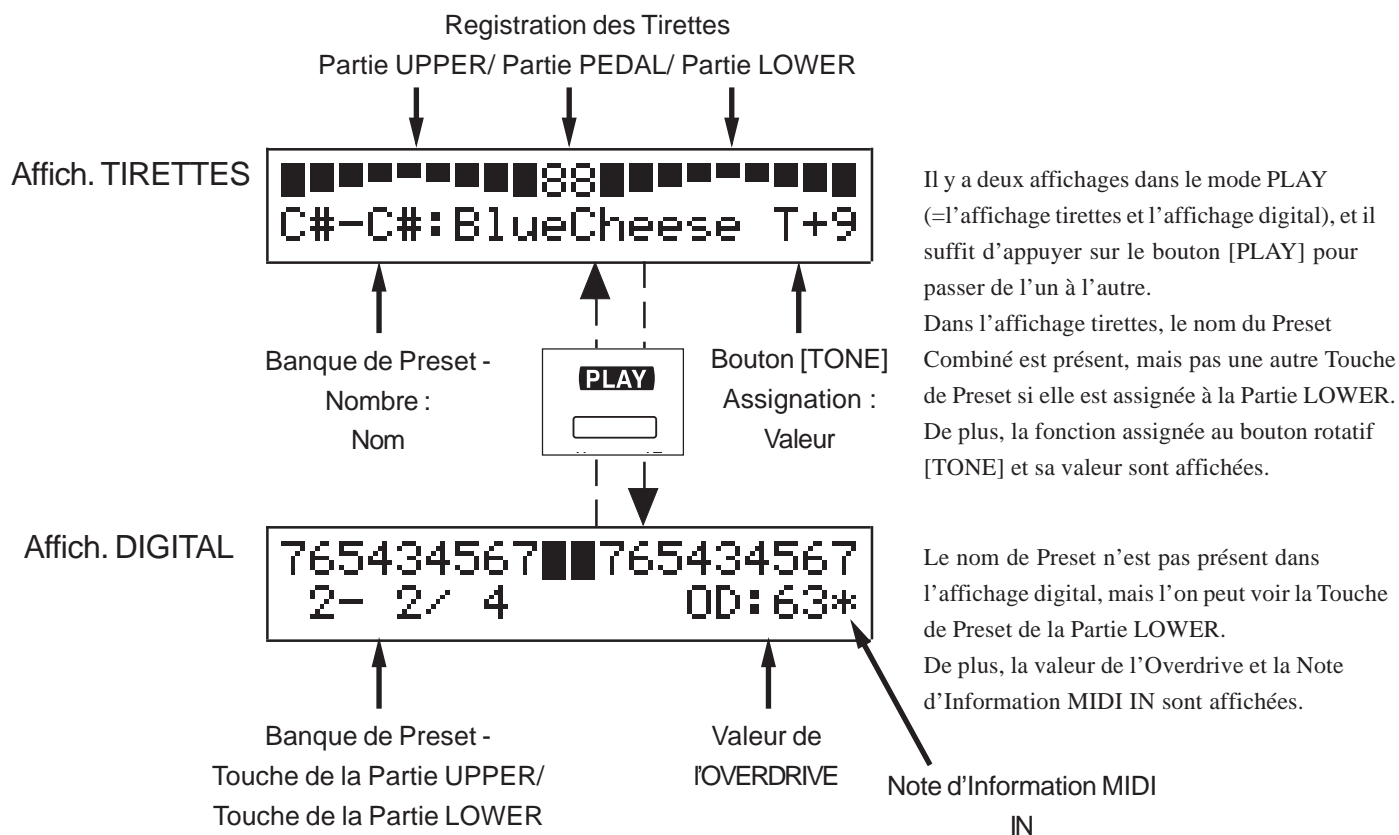 Registration des Tirettes
Partie UPPER/ Partie PEDAL/ Partie LOWER
Affich. TIRETTES
88
C#-C#:BlueCheese T+9
Banque de Preset -
Nombre :
Nom
PLAY
Bouton [TONE]
Assignation :
Valeur
Il y a deux affichages dans le mode PLAY
(=l’affichage tirettes et l’affichage digital), et il
suffit d’appuyer sur le bouton [PLAY] pour
passer de l’un à l’autre.
Dans l’affichage tirettes, le nom du Preset
Combiné est présent, mais pas une autre Touche
de Preset si elle est assignée à la Partie LOWER.
De plus, la fonction assignée au bouton rotatif
[TONE] et sa valeur sont affichées.
Affich. DIGITAL
765434567 765434567
2- 2/ 4 OD:63*
Banque de Preset -
Touche de la Partie UPPER/
Touche de la Partie LOWER
Valeur de
l’OVERDRIVE
Note d’Information MIDI
IN
Le nom de Preset n’est pas présent dans
l’affichage digital, mais l’on peut voir la Touche
de Preset de la Partie LOWER.
De plus, la valeur de l’Overdrive et la Note
d’Information MIDI IN sont affichées.